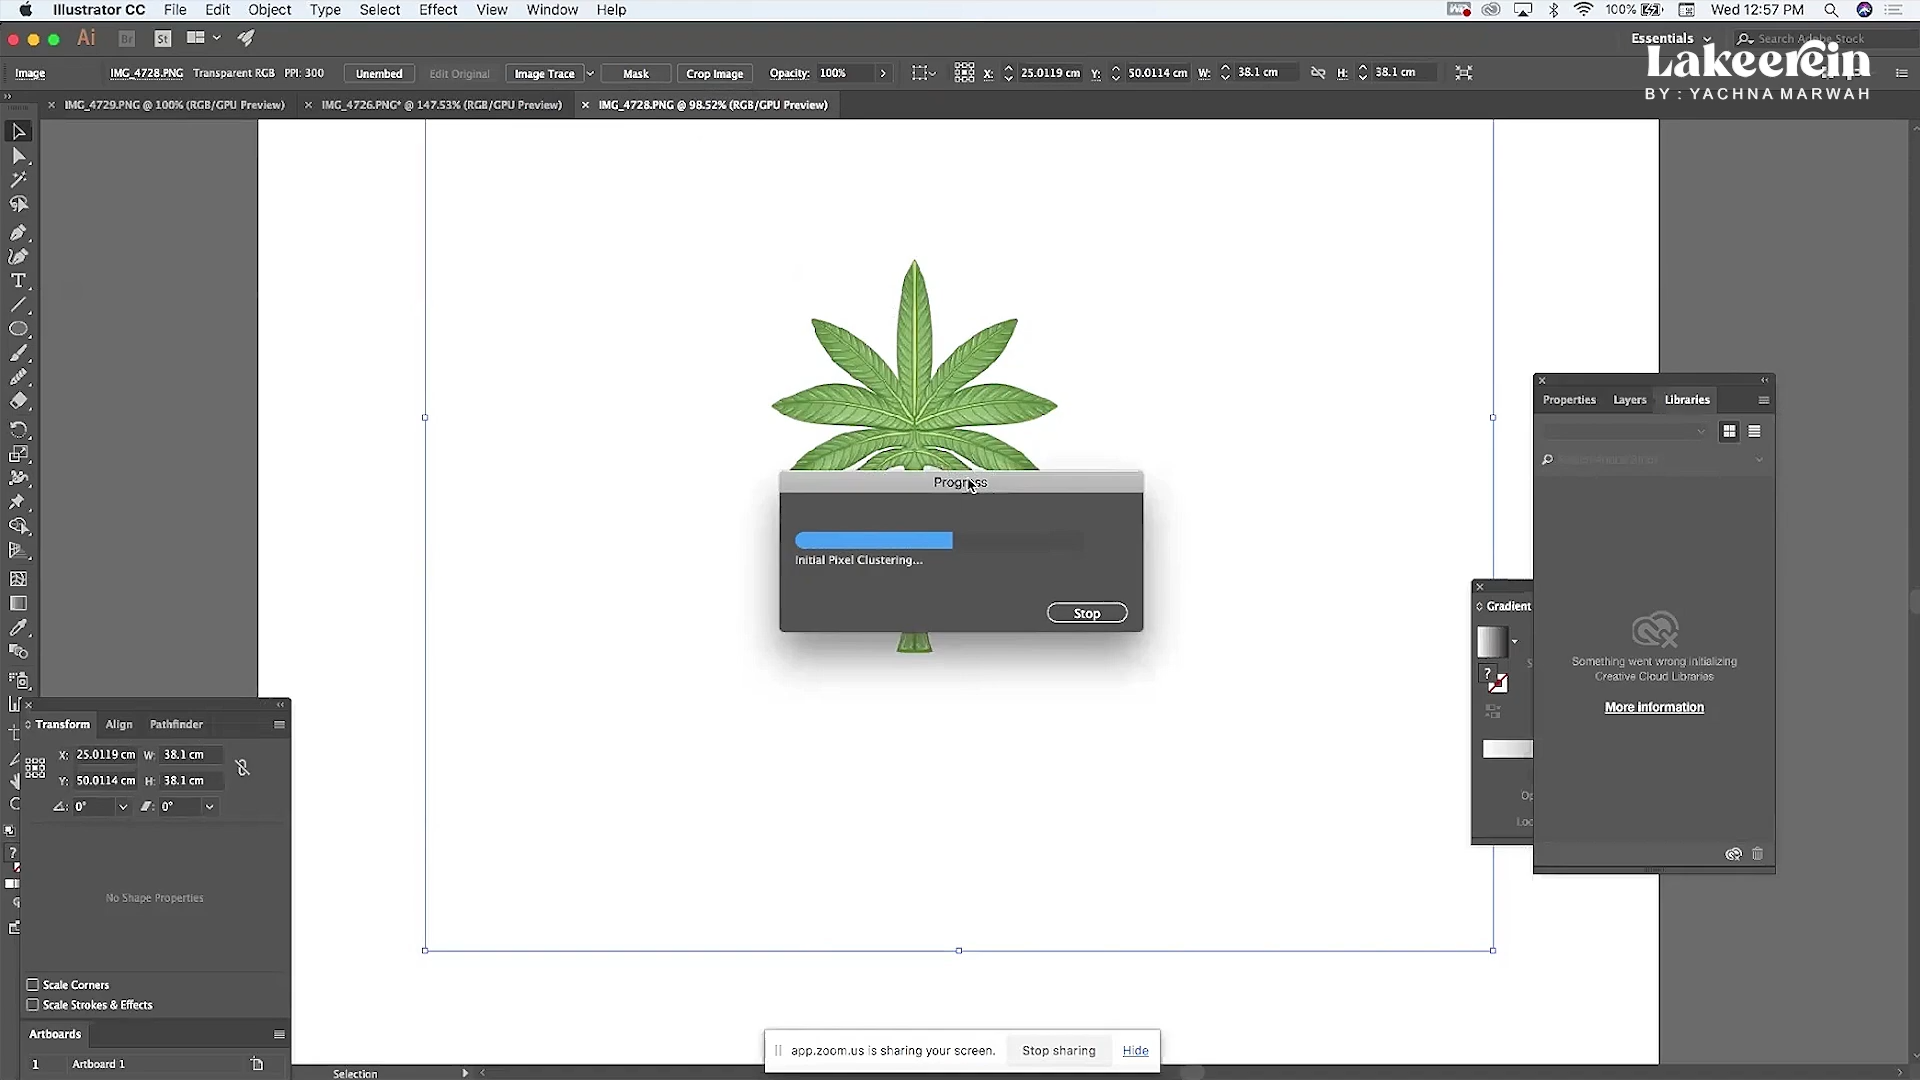 Illustrator CC File Edit Object Type Select Effect View Window Help
100% Wed 12:57 PM
Ai Br St Essentials Search Adobe Stock
Lakeerein
BY : YACHNA MARWAH
Image IMG_4728.PNG Transparent RGB PPI: 300 Unembed Edit Original Image Trace Mask Crop Image Opacity: 100% X: 25.0119 cm Y: 50.0114 cm W: 38.1 cm H: 38.1 cm
IMG_4729.PNG @ 100% (RGB/GPU Preview) IMG_4726.PNG* @ 147.53% (RGB/GPU Preview) IMG_4728.PNG @ 98.52% (RGB/GPU Preview)
Properties Layers Libraries
Progress
Initial Pixel Clustering...
Stop
Gradient
Something went wrong initializing
Creative Cloud Libraries
More Information
Transform Align Pathfinder
X: 25.0119 cm W: 38.1 cm
Y: 50.0114 cm H: 38.1 cm
0° 0°
No Shape Properties
Scale Corners
Scale Strokes & Effects
Artboards
1 Artboard 1
app.zoom.us is sharing your screen. Stop sharing Hide
Selection